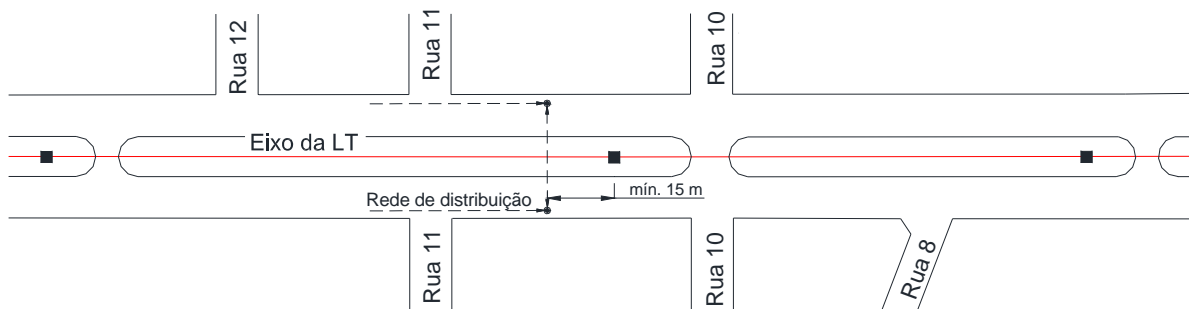 Rua 12
Rua 11
Rua 10
Eixo da LT
Rede de distribuição
mín. 15 m
Rua 11
Rua 10
Rua 8